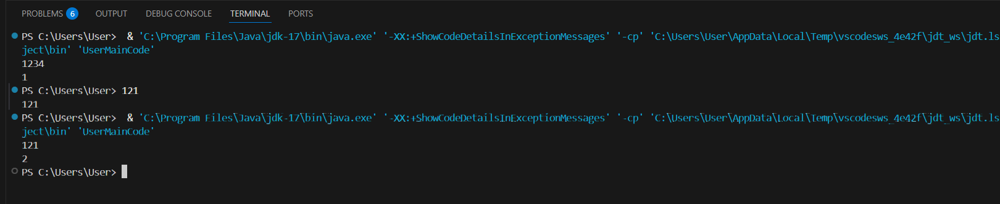 PROBLEMS 6 OUTPUT DEBUG CONSOLE TERMINAL PORTS
PS C:\Users\User>  & 'C:\Program Files\Java\jdk-17\bin\java.exe' '-XX:+ShowCodeDetailsInExceptionMessages' '-cp' 'C:\Users\User\AppData\Local\Temp\vscodesws_4e42f\jdt_ws\jdt.ls
ject\bin' 'UserMainCode'
1234
1
PS C:\Users\User> 121
121
PS C:\Users\User>  & 'C:\Program Files\Java\jdk-17\bin\java.exe' '-XX:+ShowCodeDetailsInExceptionMessages' '-cp' 'C:\Users\User\AppData\Local\Temp\vscodesws_4e42f\jdt_ws\jdt.ls
ject\bin' 'UserMainCode'
121
2
PS C:\Users\User>